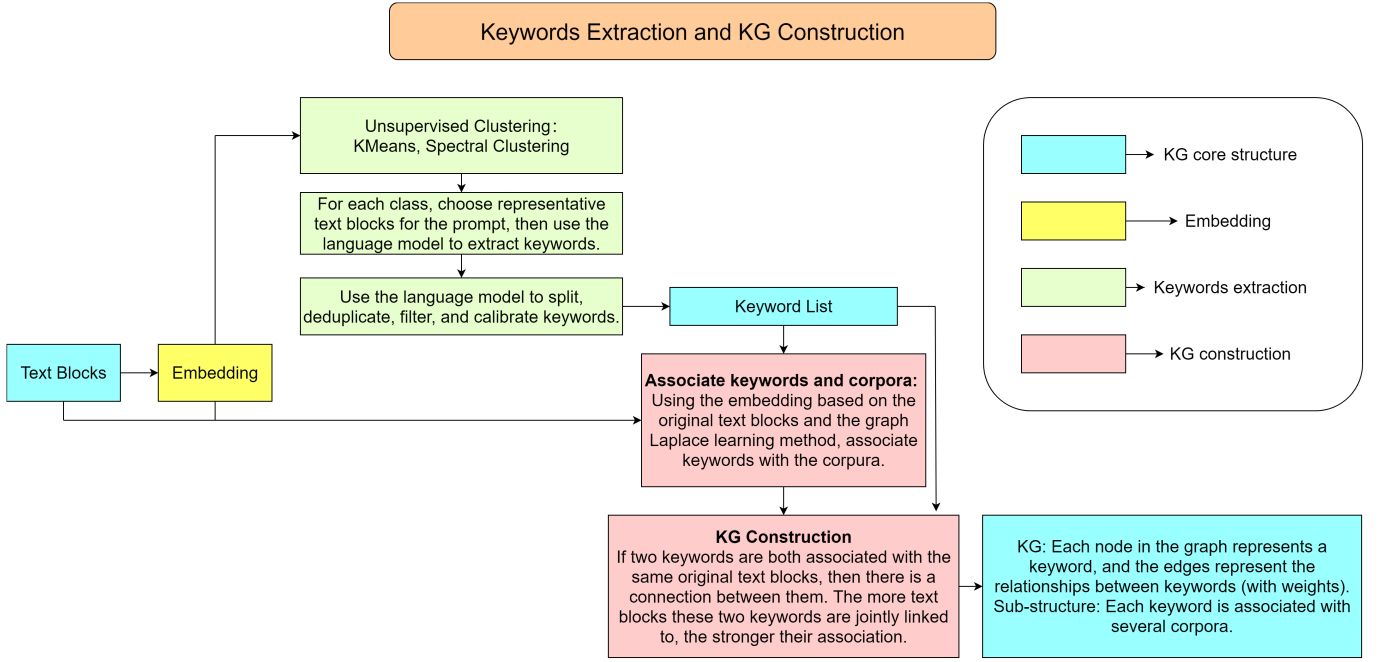 Keywords Extraction and KG Construction
Unsupervised Clustering:
KMeans, Spectral Clustering
For each class, choose representative
text blocks for the prompt, then use the
language model to extract keywords.
Use the language model to split,
deduplicate, filter, and calibrate keywords.
Keyword List
Text Blocks
Embedding
Associate keywords and corpora:
Using the embedding based on the
original text blocks and the graph
Laplace learning method, associate
keywords with the corpura.
KG Construction
If two keywords are both associated with the
same original text blocks, then there is a
connection between them. The more text
blocks these two keywords are jointly linked
to, the stronger their association.
KG: Each node in the graph represents a
keyword, and the edges represent the
relationships between keywords (with weights).
Sub-structure: Each keyword is associated with
several corpora.
KG core structure
Embedding
Keywords extraction
KG construction